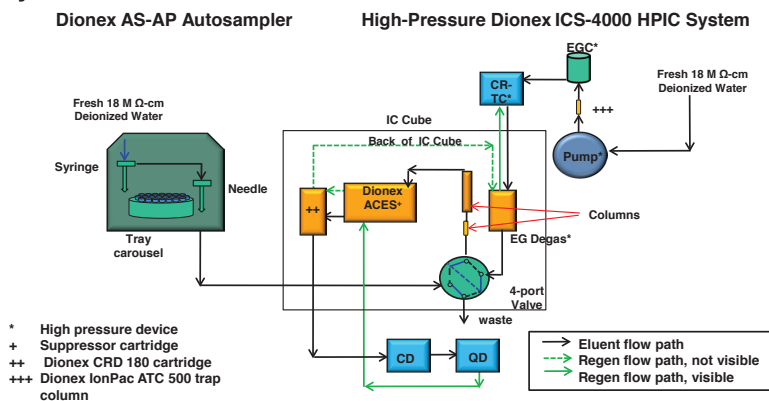 Dionex AS-AP Autosampler
High-Pressure Dionex ICS-4000 HPIC System
EGC*
Fresh 18 M Ω-cm
Deionized Water
CR-
TC*
+++
Pump*
Fresh 18 M Ω-cm
Deionized Water
IC Cube
Back of IC Cube
Syringe
Needle
Tray
carousel
++
Dionex
ACES*
EG Degas*
Columns
4-port
Valve
waste
CD
QD
* High pressure device
+ Suppressor cartridge
++ Dionex CRD 180 cartridge
+++ Dionex IonPac ATC 500 trap
column
Eluent flow path
Regen flow path, not visible
Regen flow path, visible